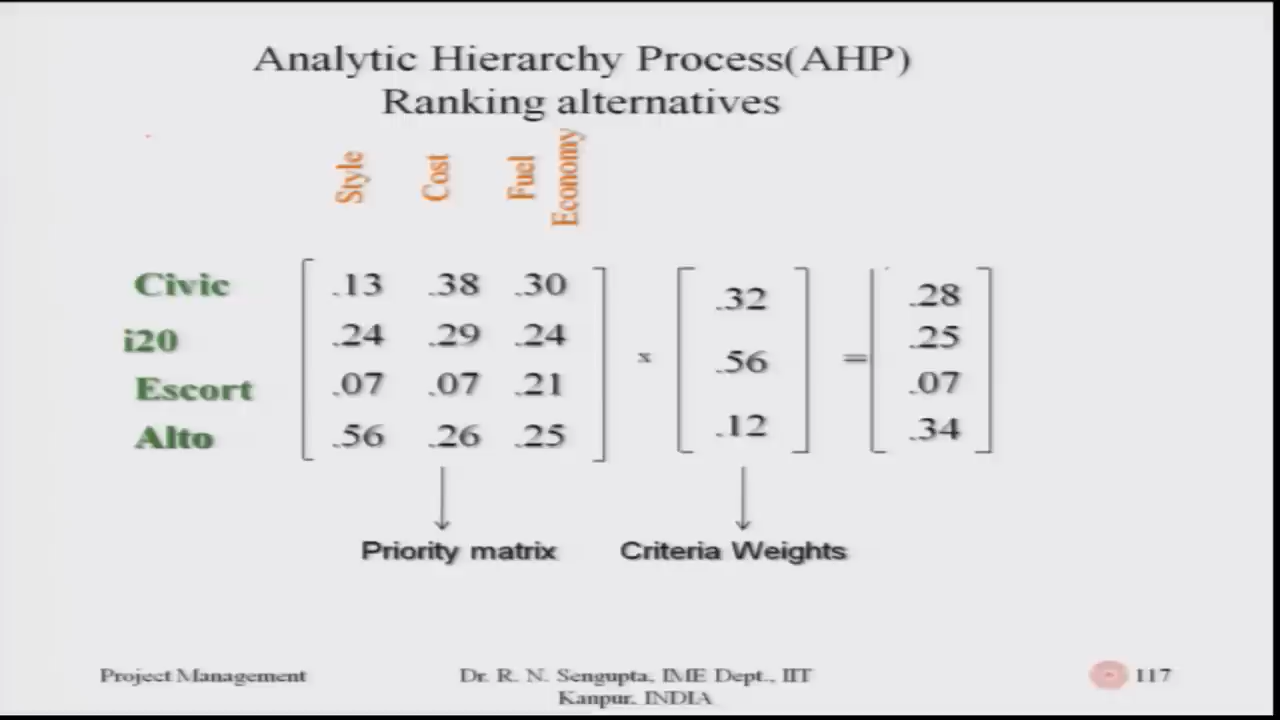 Analytic Hierarchy Process(AHP)
Ranking alternatives
Style Cost Fuel Economy
Civic .13 .38 .30 .32 .28
i20 .24 .29 .24 x .56 = .25
Escort .07 .07 .21 .12 .07
Alto .56 .26 .25 .34
Priority matrix Criteria Weights
Project Management Dr. R. N. Sengupta, IME Dept., IIT 117
Kanpur, INDIA